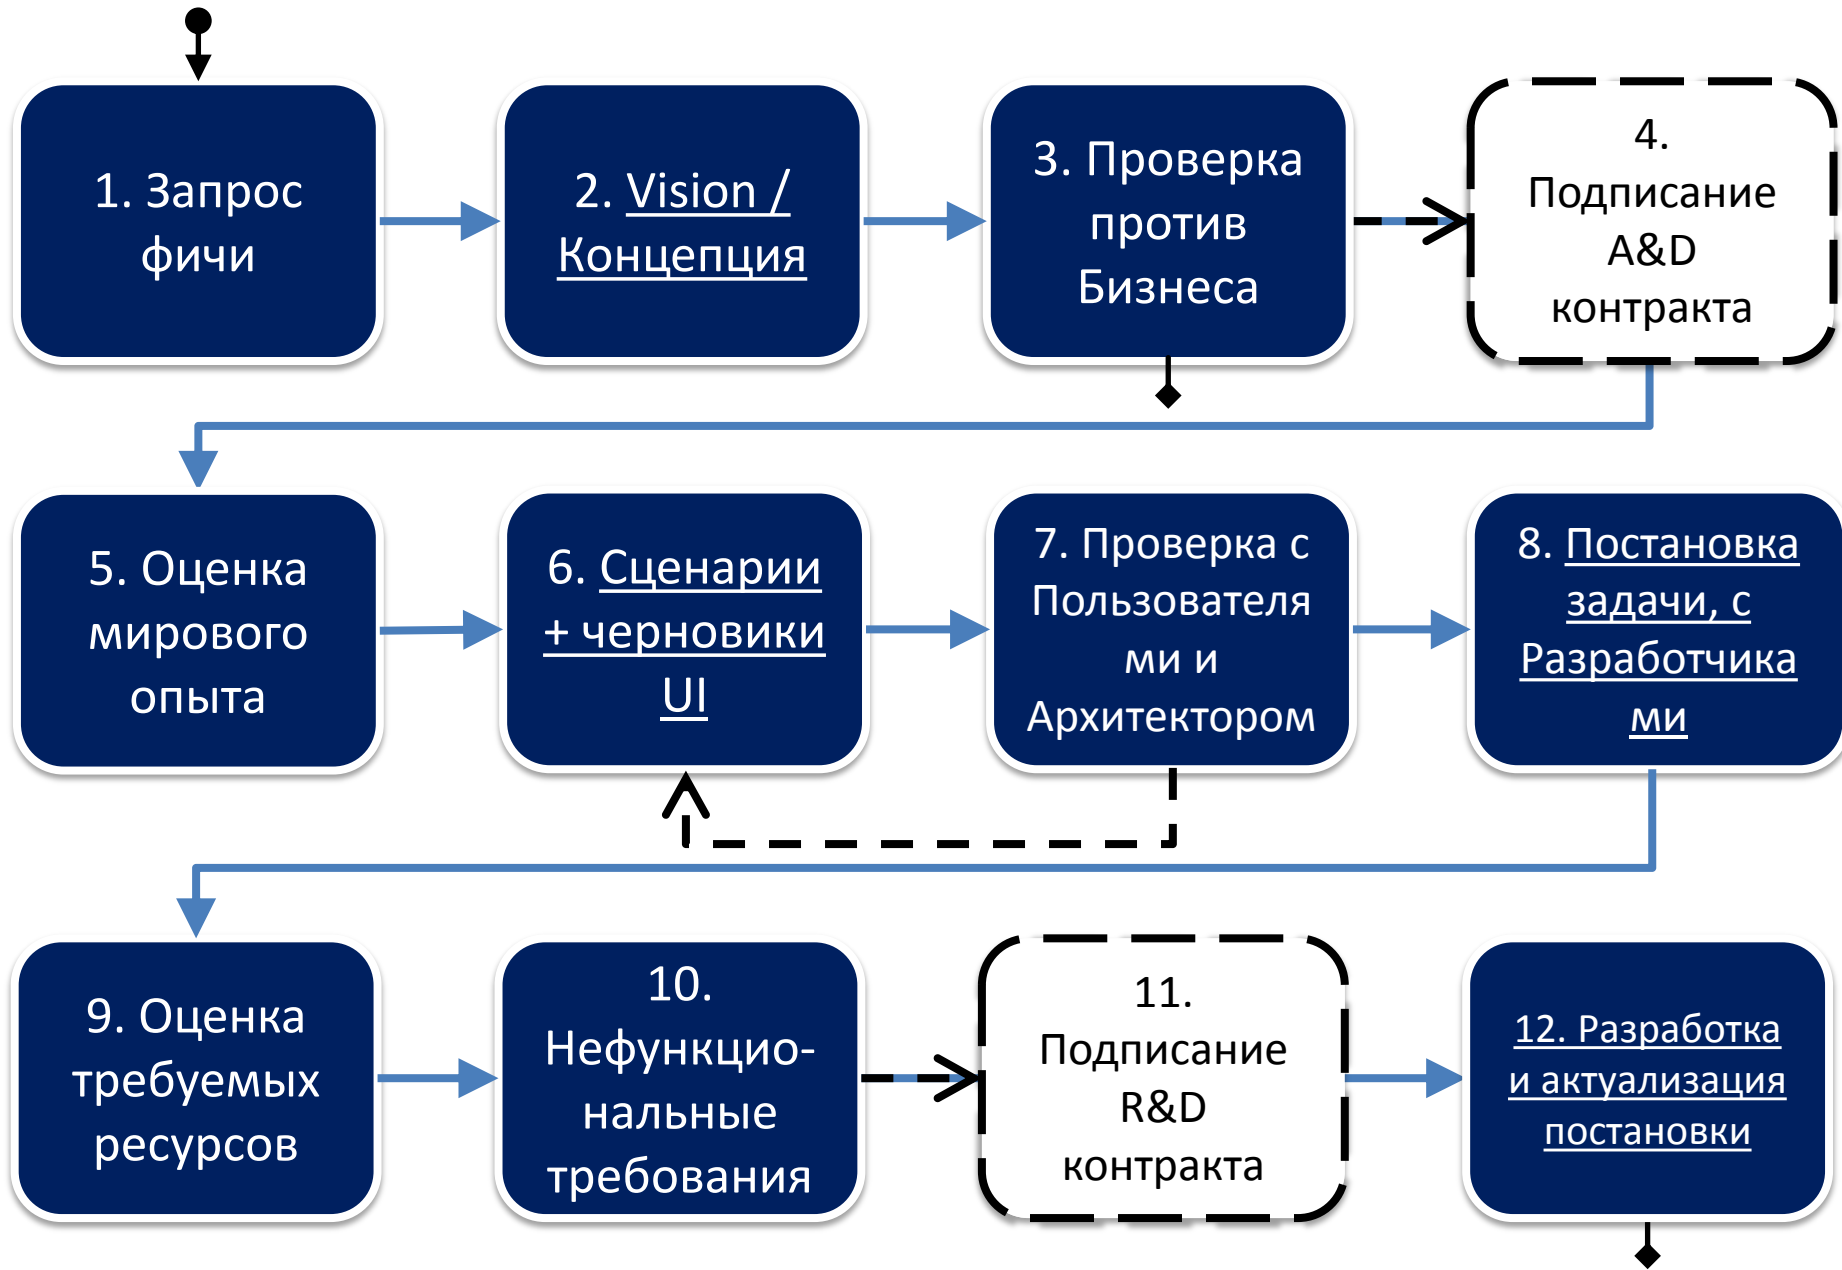 1. Запрос
фичи
2. Vision /
Концепция
3. Проверка
против
Бизнеса
4.
Подписание
A&D
контракта
5. Оценка
мирового
опыта
6. Сценарии
+ черновики
UI
7. Проверка с
Пользователя
ми и
Архитектором
8. Постановка
задачи, с
Разработчика
ми
9. Оценка
требуемых
ресурсов
10.
Нефункцио-
нальные
требования
11.
Подписание
R&D
контракта
12. Разработка
и актуализация
постановки